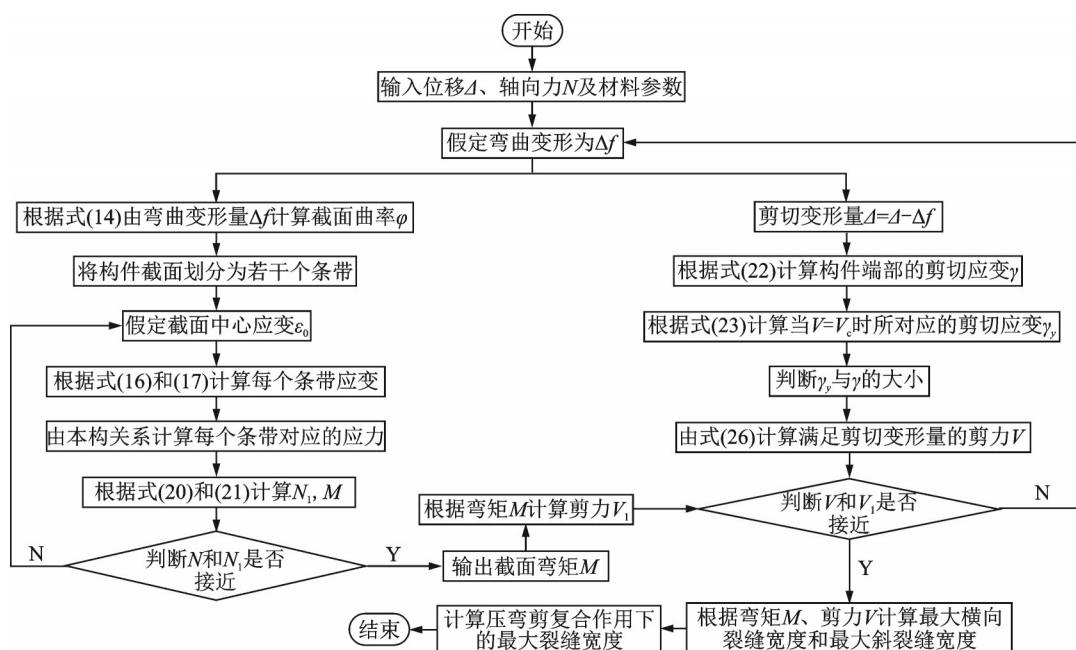 开始
输入位移Δ、轴向力N及材料参数
假定弯曲变形为Δf
根据式(14)由弯曲变形量Δf计算截面曲率φ
将构件截面划分为若干个条带
假定截面中心应变ε₀
根据式(16)和(17)计算每个条带应变
由本构关系计算每个条带对应的应力
根据式(20)和(21)计算N₁, M
判断N和N₁是否
接近
N
Y
输出截面弯矩M
根据弯矩M计算剪力V₁
剪切变形量Δ=Δ−Δf
根据式(22)计算构件端部的剪切应变γ
根据式(23)计算当V=V_c时所对应的剪切应变γ_y
判断γ_y与γ的大小
由式(26)计算满足剪切变形量的剪力V
判断V和V₁是否
接近
N
Y
根据弯矩M、剪力V计算最大横向
裂缝宽度和最大斜裂缝宽度
计算压弯剪复合作用下
的最大裂缝宽度
结束